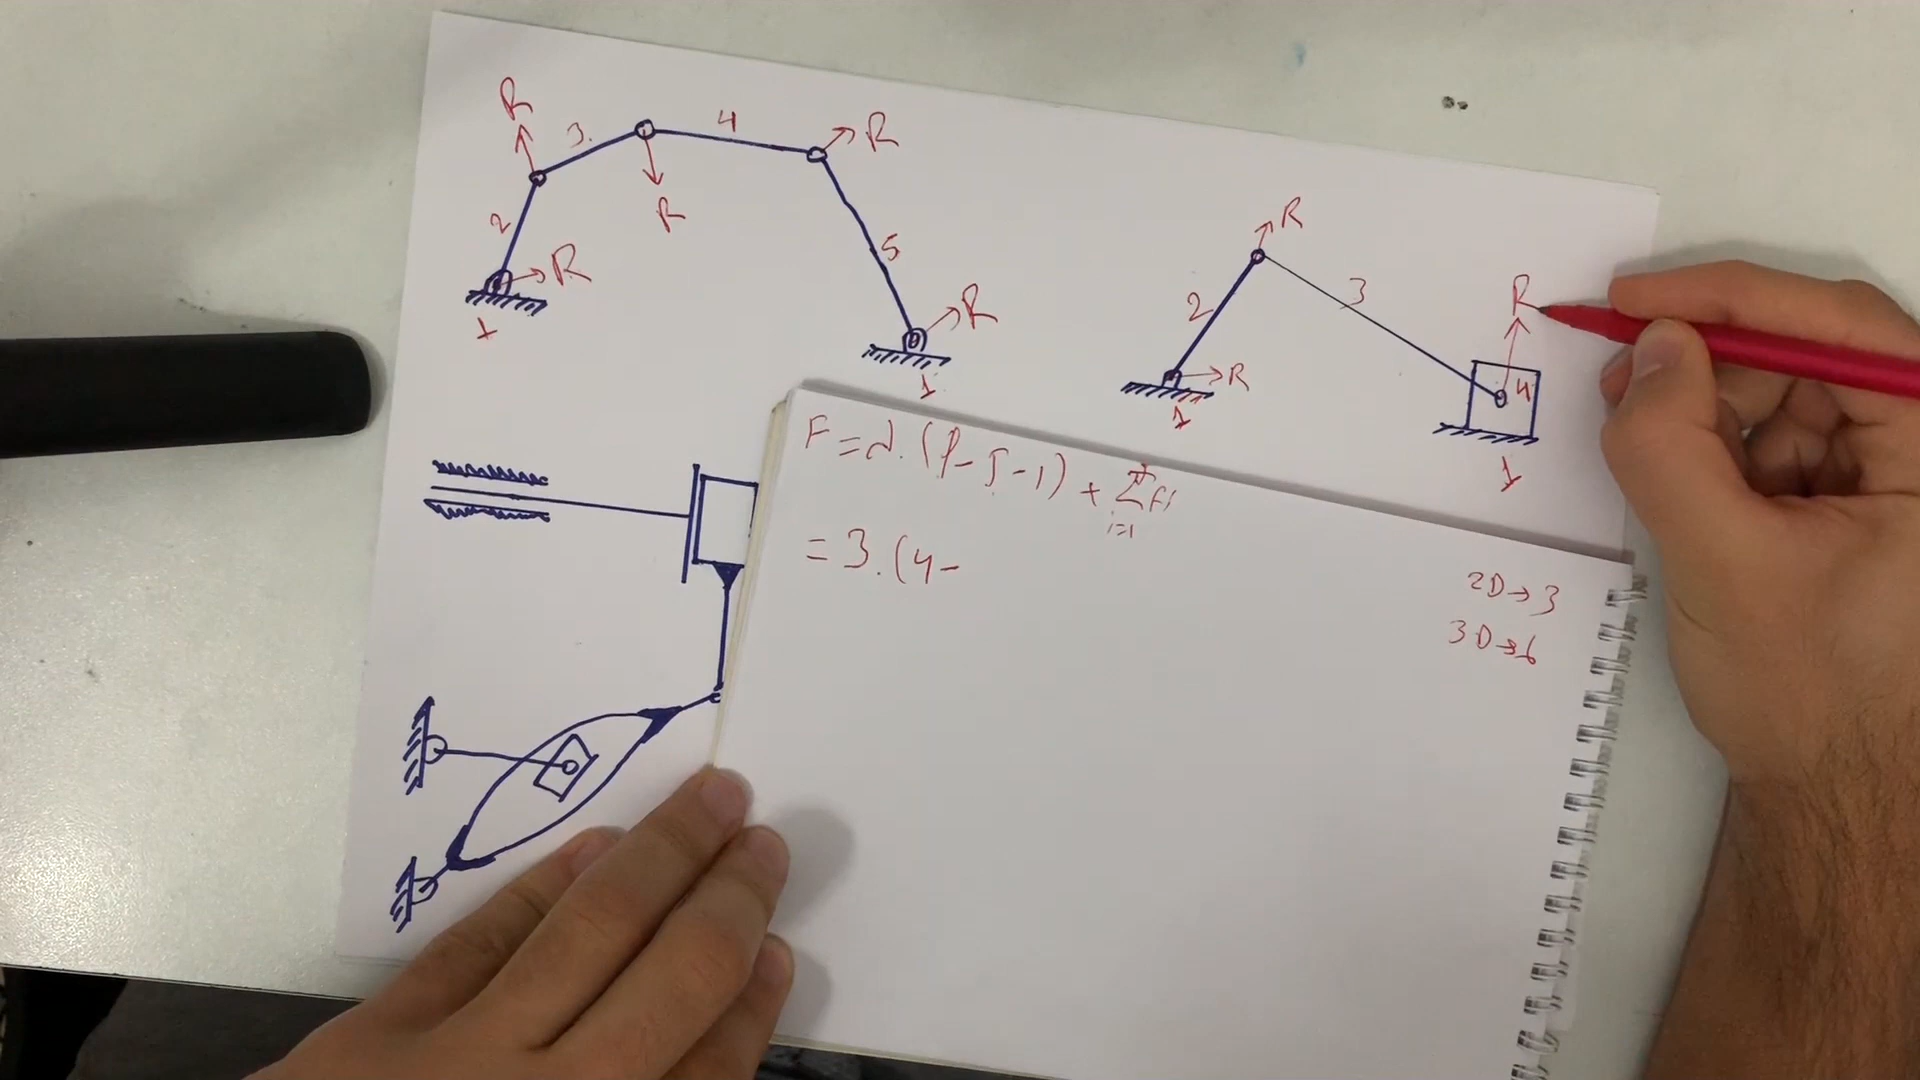 R
3.
4
R
R
2
R
5
1
R
1
R
2
3
R
R
4
1
1
F = λ.(l-j-1) + Σfi
i=1
= 3.(4-
2D→3
3D→6